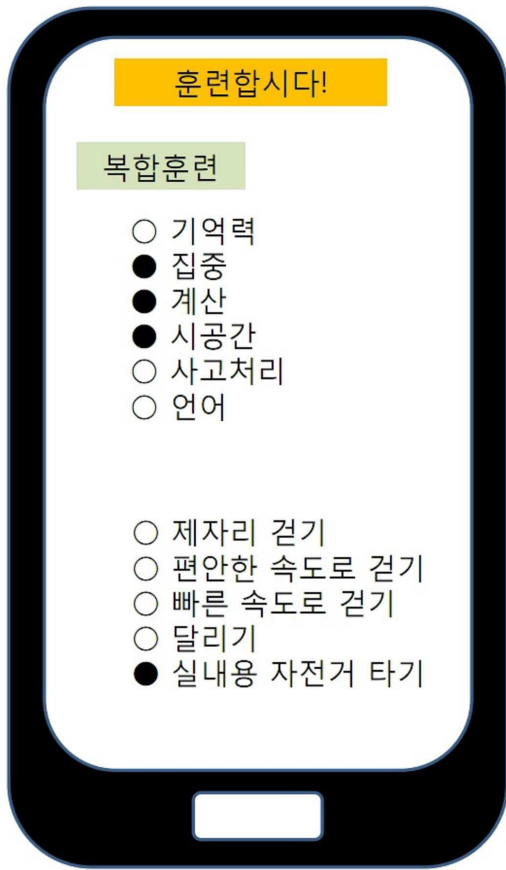 훈련합시다!
복합훈련
○ 기억력
● 집중
● 계산
● 시공간
○ 사고처리
○ 언어
○ 제자리 걷기
○ 편안한 속도로 걷기
○ 빠른 속도로 걷기
○ 달리기
● 실내용 자전거 타기